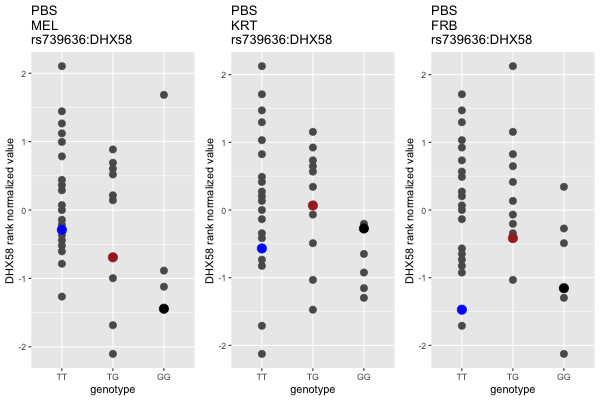 PBS
MEL
rs739636:DHX58
DHX58 rank normalized value
2
1
0
-1
-2
TT
TG
GG
genotype
PBS
KRT
rs739636:DHX58
DHX58 rank normalized value
2
1
0
-1
-2
TT
TG
GG
genotype
PBS
FRB
rs739636:DHX58
DHX58 rank normalized value
2
1
0
-1
-2
TT
TG
GG
genotype